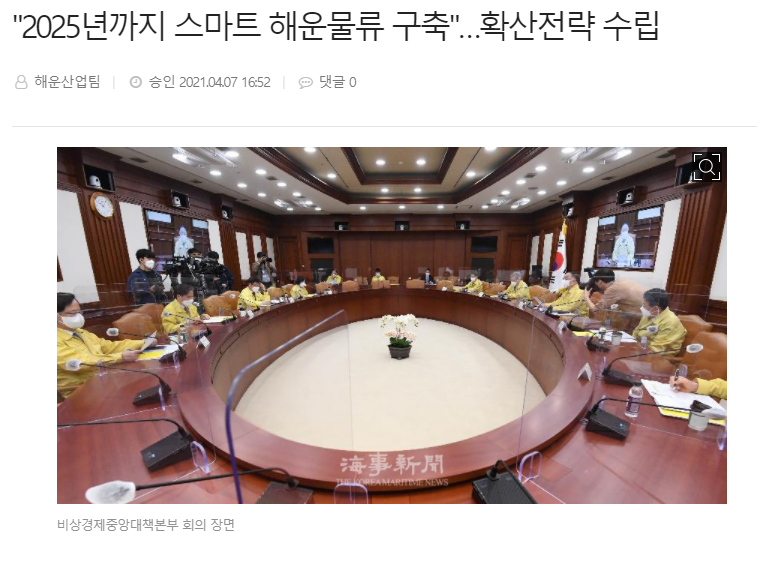 "2025년까지 스마트 해운물류 구축"...확산전략 수립
해운산업팀 | 승인 2021.04.07 16:52 | 댓글 0
海事新聞
THE KOREA MARITIME NEWS
비상경제중앙대책본부 회의 장면